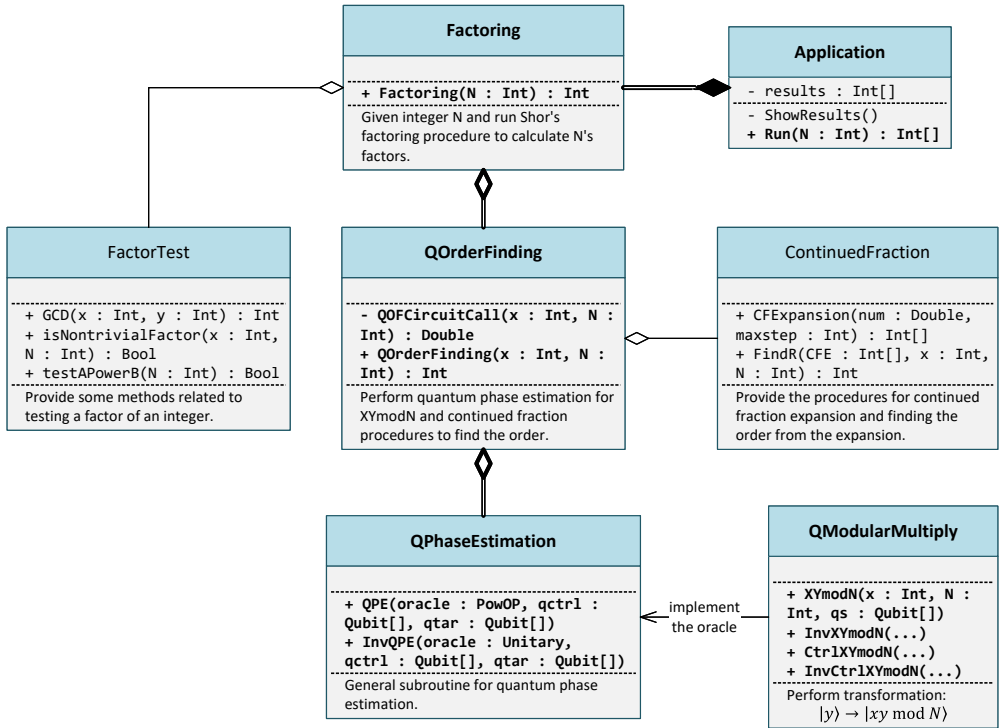 Factoring
+ Factoring(N : Int) : Int
Given integer N and run Shor's
factoring procedure to calculate N's
factors.
Application
- results : Int[]
- ShowResults()
+ Run(N : Int) : Int[]
FactorTest
+ GCD(x : Int, y : Int) : Int
+ isNontrivialFactor(x : Int,
N : Int) : Bool
+ testAPowerB(N : Int) : Bool
Provide some methods related to
testing a factor of an integer.
QOrderFinding
- QOFCircuitCall(x : Int, N :
Int) : Double
+ QOrderFinding(x : Int, N :
Int) : Int
Perform quantum phase estimation for
XYmodN and continued fraction
procedures to find the order.
ContinuedFraction
+ CFExpansion(num : Double,
maxstep : Int) : Int[]
+ FindR(CFE : Int[], x : Int,
N : Int) : Int
Provide the procedures for continued
fraction expansion and finding the
order from the expansion.
QPhaseEstimation
+ QPE(oracle : PowOP, qctrl :
Qubit[], qtar : Qubit[])
+ InvQPE(oracle : Unitary,
qctrl : Qubit[], qtar : Qubit[])
General subroutine for quantum phase
estimation.
implement
the oracle
QModularMultiply
+ XYmodN(x : Int, N :
Int, qs : Qubit[])
+ InvXYmodN(...)
+ CtrlXYmodN(...)
+ InvCtrlXYmodN(...)
Perform transformation:
|y⟩ → |xy mod N⟩